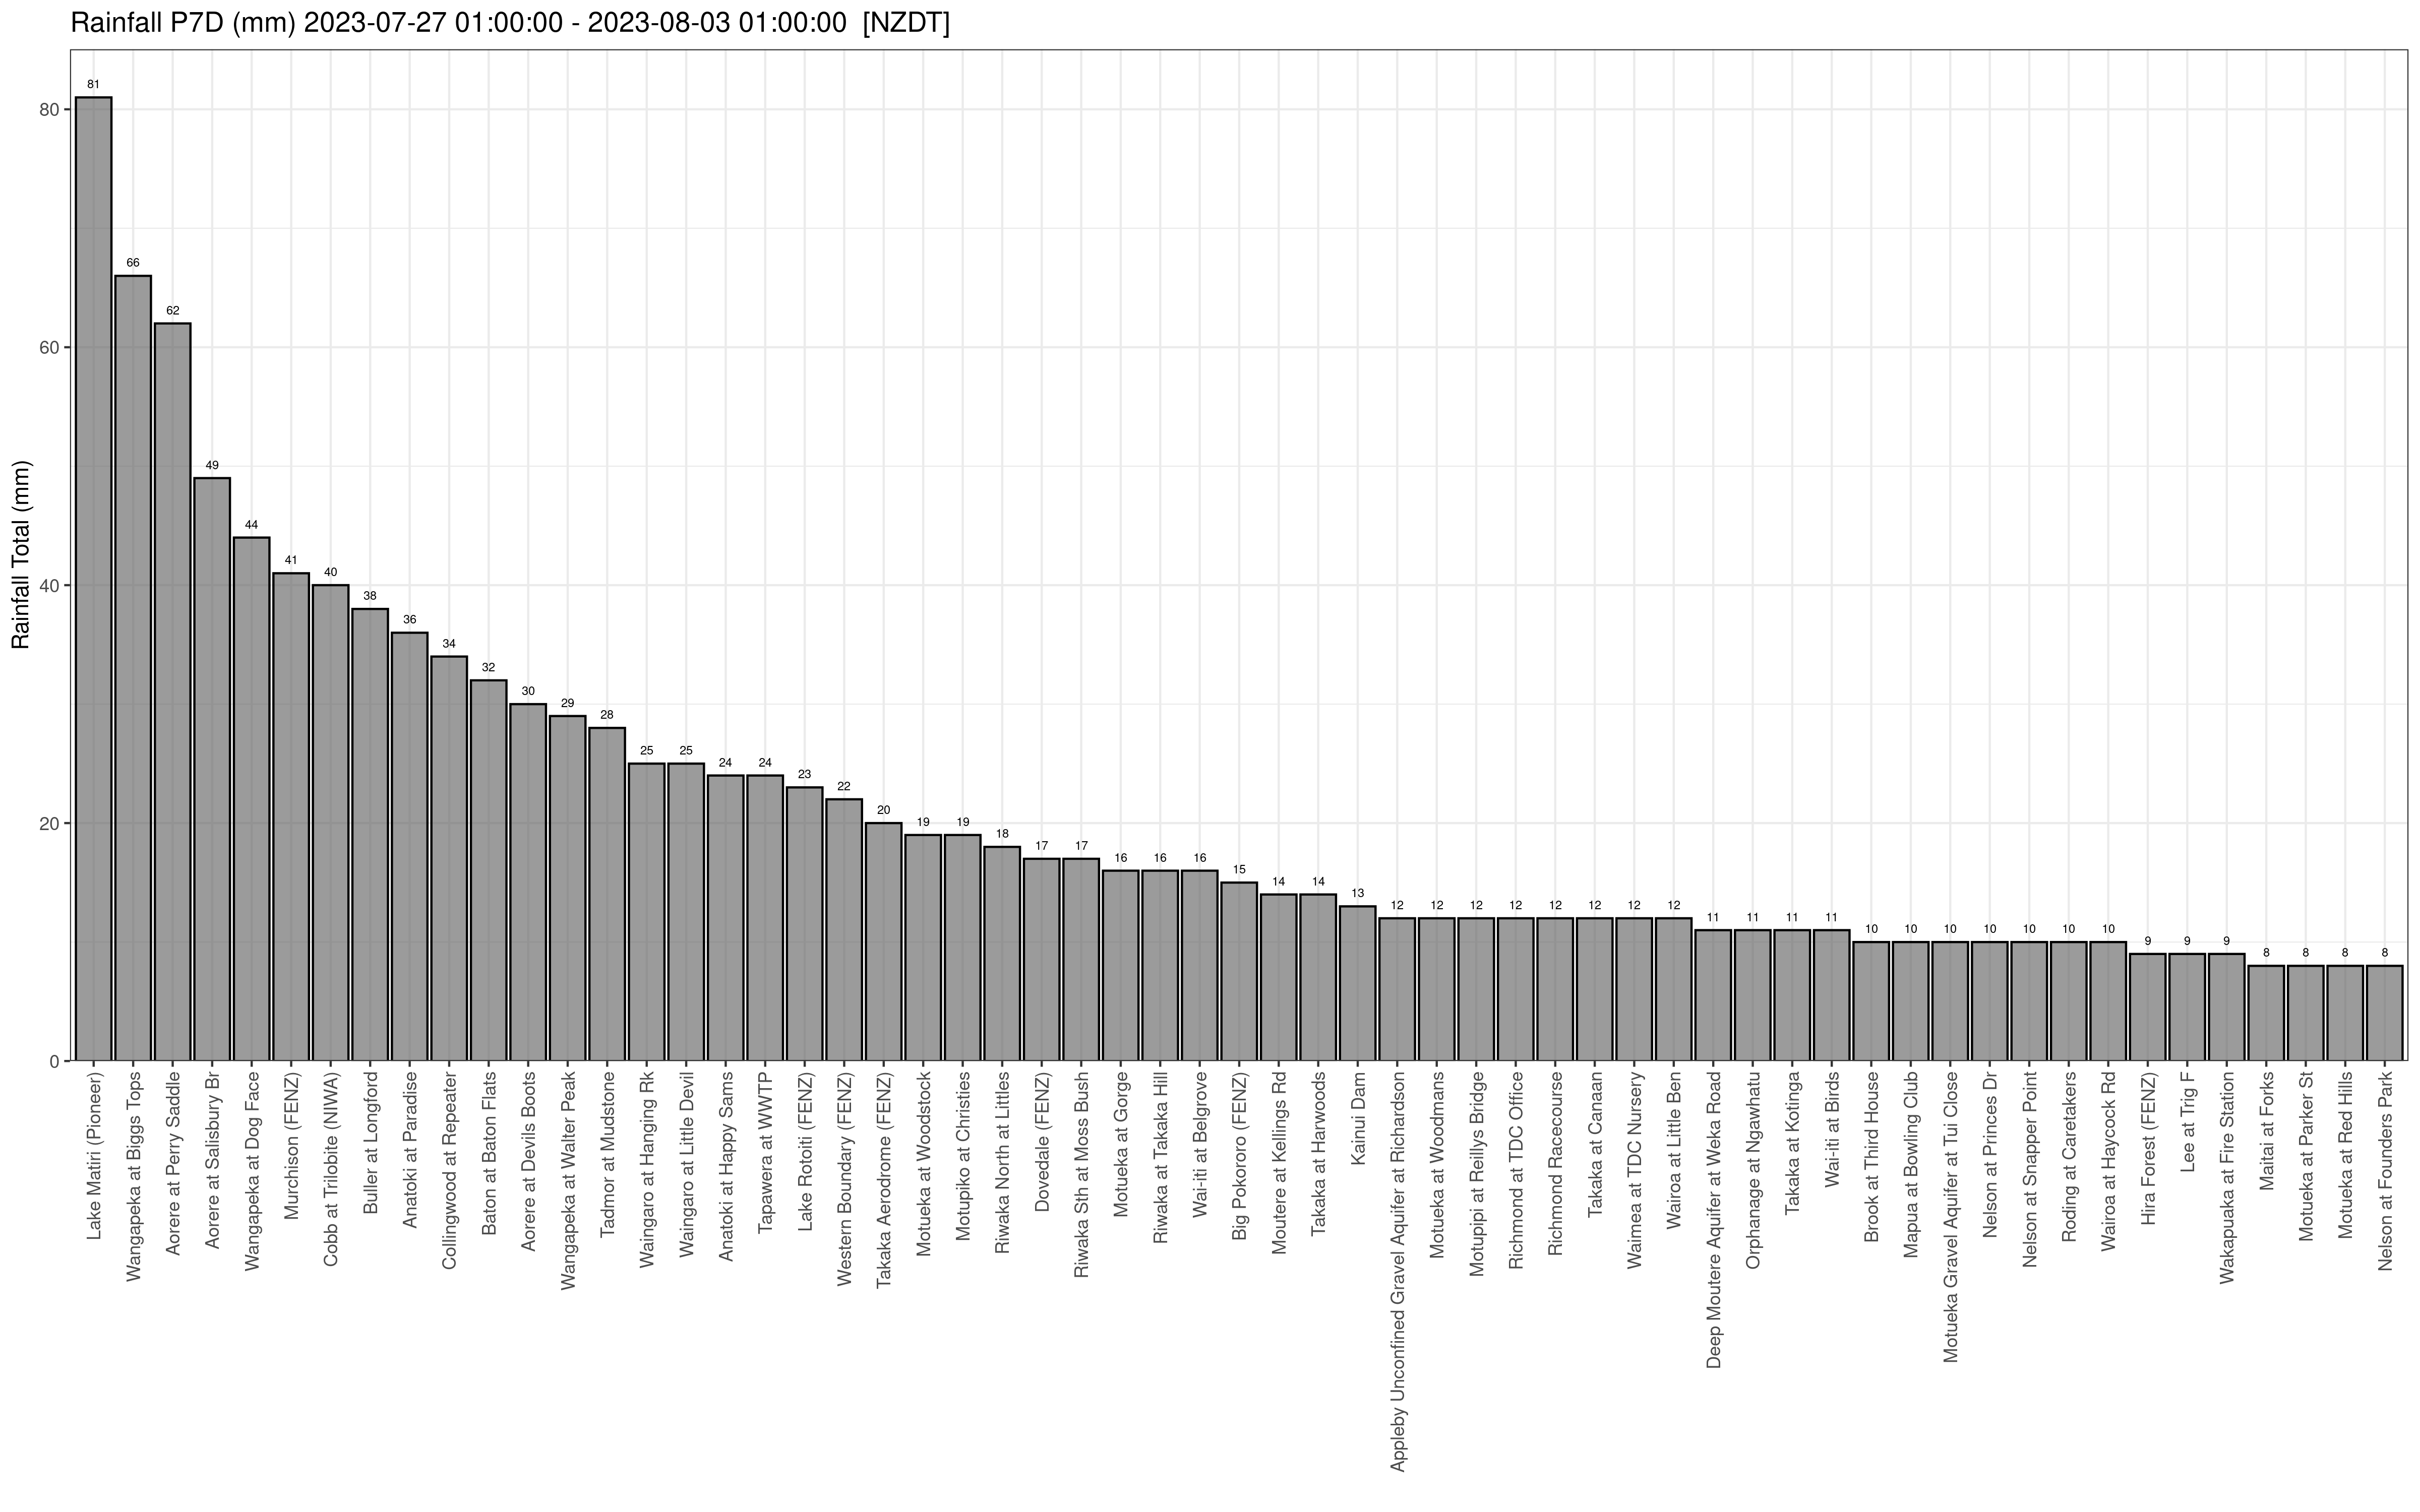 Rainfall P7D (mm) 2023-07-27 01:00:00 - 2023-08-03 01:00:00 [NZDT]
Rainfall Total (mm)
80
60
40
20
0
81
66
62
49
44
41
40
38
36
34
32
30
29
28
25
25
24
24
23
22
20
19
19
18
17
17
16
16
16
15
14
14
13
12
12
12
12
12
12
12
12
11
11
11
11
10
10
10
10
10
10
10
9
9
9
8
8
8
8
Lake Matiri (Pioneer)
Wangapeka at Biggs Tops
Aorere at Perry Saddle
Aorere at Salisbury Br
Wangapeka at Dog Face
Murchison (FENZ)
Cobb at Trilobite (NIWA)
Buller at Longford
Anatoki at Paradise
Collingwood at Repeater
Baton at Baton Flats
Aorere at Devils Boots
Wangapeka at Walter Peak
Tadmor at Mudstone
Waingaro at Hanging Rk
Waingaro at Little Devil
Anatoki at Happy Sams
Tapawera at WWTP
Lake Rotoiti (FENZ)
Western Boundary (FENZ)
Takaka Aerodrome (FENZ)
Motueka at Woodstock
Motupiko at Christies
Riwaka North at Littles
Dovedale (FENZ)
Riwaka Sth at Moss Bush
Motueka at Gorge
Riwaka at Takaka Hill
Wai-iti at Belgrove
Big Pokororo (FENZ)
Moutere at Kellings Rd
Takaka at Harwoods
Kainui Dam
Appleby Unconfined Gravel Aquifer at Richardson
Motueka at Woodmans
Motupipi at Reillys Bridge
Richmond at TDC Office
Richmond Racecourse
Takaka at Canaan
Waimea at TDC Nursery
Wairoa at Little Ben
Deep Moutere Aquifer at Weka Road
Orphanage at Ngawhatu
Takaka at Kotinga
Wai-iti at Birds
Brook at Third House
Mapua at Bowling Club
Motueka Gravel Aquifer at Tui Close
Nelson at Princes Dr
Nelson at Snapper Point
Roding at Caretakers
Wairoa at Haycock Rd
Hira Forest (FENZ)
Lee at Trig F
Wakapuaka at Fire Station
Maitai at Forks
Motueka at Parker St
Motueka at Red Hills
Nelson at Founders Park